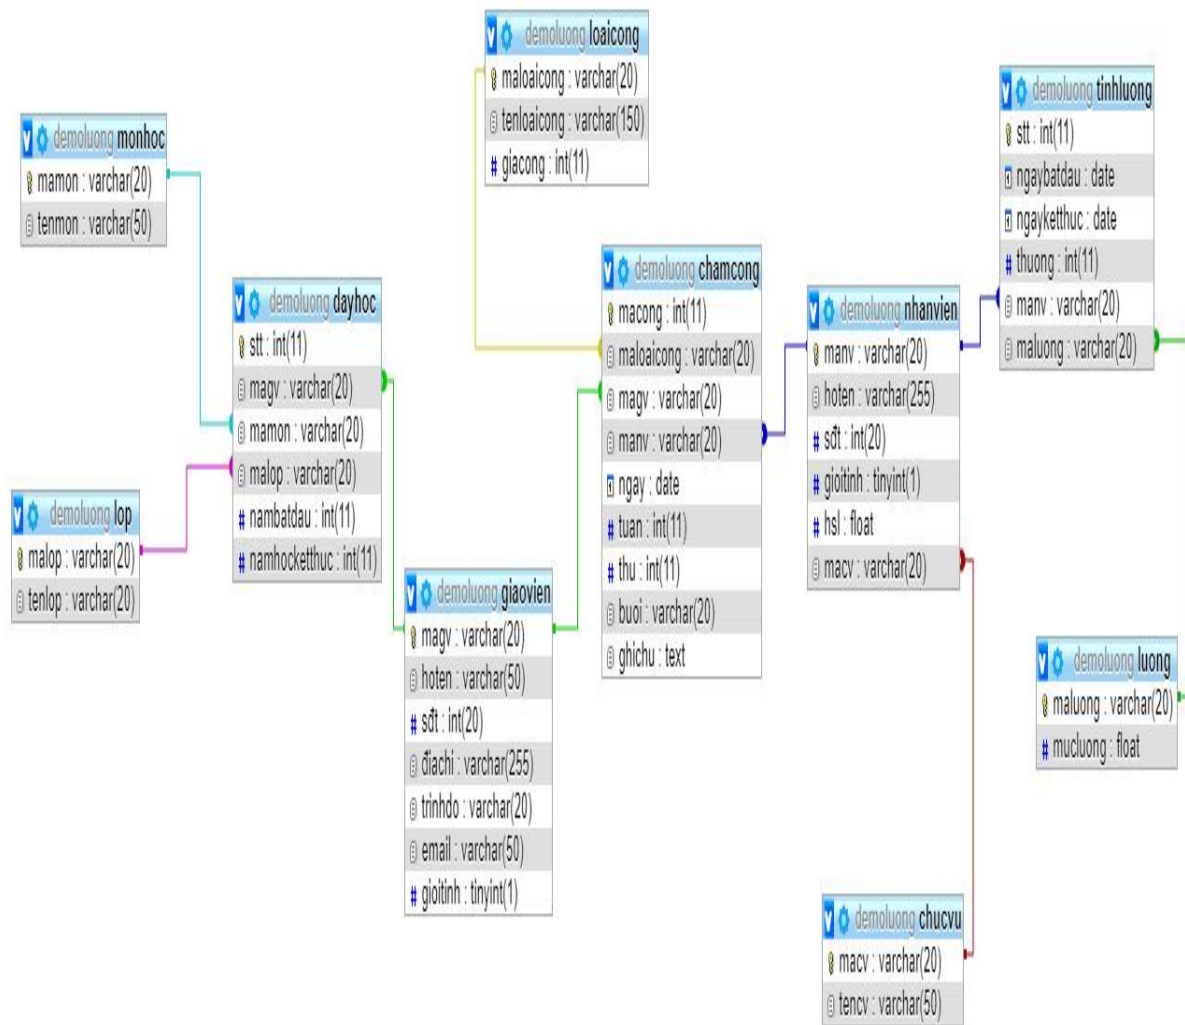 demoluong loaicong
maloaicong : varchar(20)
tenloaicong : varchar(150)
giacong : int(11)
demoluong tinhluong
stt : int(11)
ngaybatdau : date
ngayketthuc : date
thuong : int(11)
manv : varchar(20)
maluong : varchar(20)
demoluong monhoc
mamon : varchar(20)
tenmon : varchar(50)
demoluong chamcong
macong : int(11)
maloaicong : varchar(20)
magv : varchar(20)
manv : varchar(20)
ngay : date
tuan : int(11)
thu : int(11)
buoi : varchar(20)
ghichu : text
demoluong dayhoc
stt : int(11)
magv : varchar(20)
mamon : varchar(20)
malop : varchar(20)
nambatdau : int(11)
namhocketthuc : int(11)
demoluong nhanvien
manv : varchar(20)
hoten : varchar(255)
sđt : int(20)
gioitinh : tinyint(1)
hsl : float
macv : varchar(20)
demoluong lop
malop : varchar(20)
tenlop : varchar(20)
demoluong giaovien
magv : varchar(20)
hoten : varchar(50)
sđt : int(20)
điachi : varchar(255)
trinhdo : varchar(20)
email : varchar(50)
gioitinh : tinyint(1)
demoluong luong
maluong : varchar(20)
mucluong : float
demoluong chucvu
macv : varchar(20)
tencv : varchar(50)